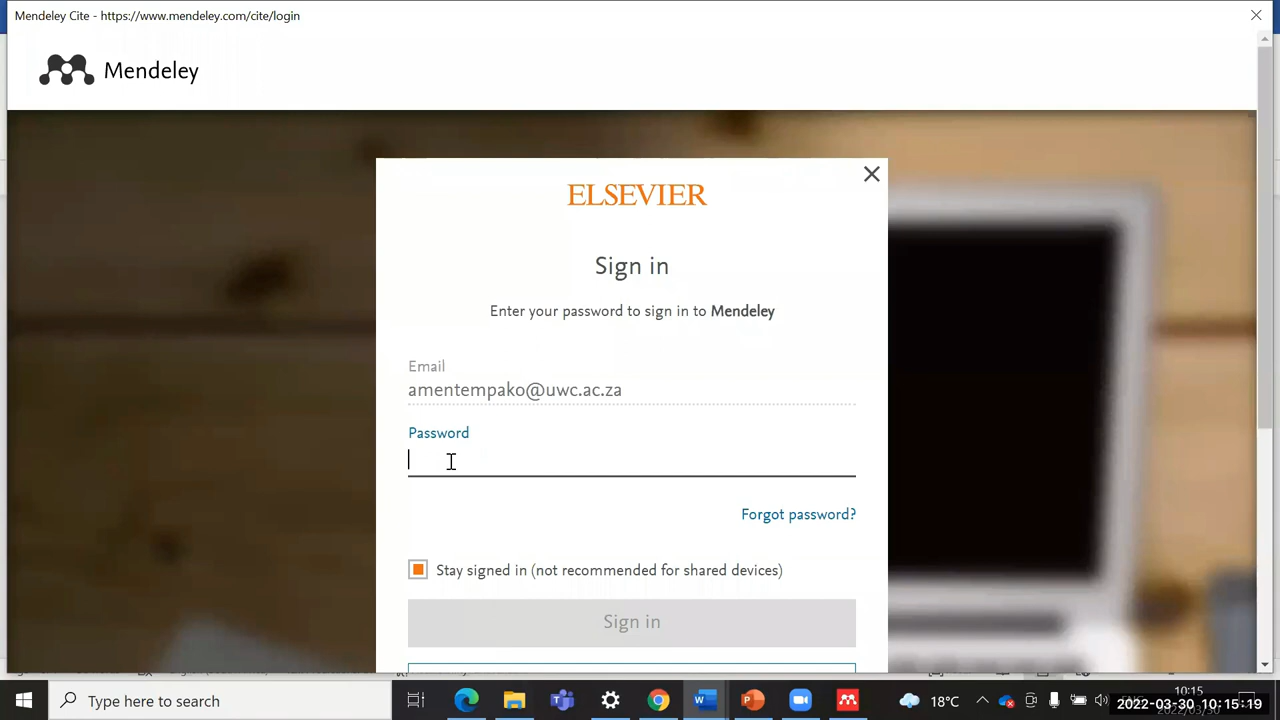 Mendeley Cite - https://www.mendeley.com/cite/login
Mendeley
ELSEVIER
Sign in
Enter your password to sign in to Mendeley
Email
amentempako@uwc.ac.za
Password
Forgot password?
Stay signed in (not recommended for shared devices)
Sign in
Type here to search
18°C
10:15
2022-03-30 10:15:19